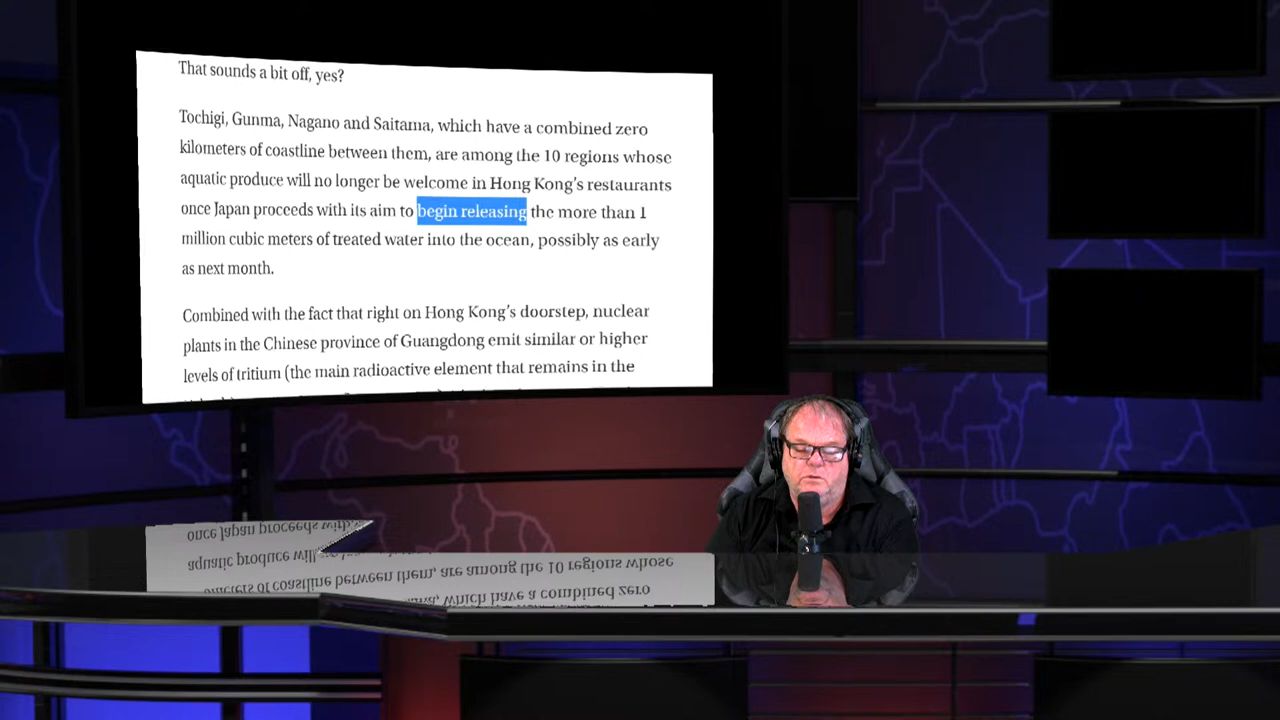 That sounds a bit off, yes?
Tochigi, Gunma, Nagano and Saitama, which have a combined zero
kilometers of coastline between them, are among the 10 regions whose
aquatic produce will no longer be welcome in Hong Kong's restaurants
once Japan proceeds with its aim to begin releasing the more than 1
million cubic meters of treated water into the ocean, possibly as early
as next month.
Combined with the fact that right on Hong Kong's doorstep, nuclear
plants in the Chinese province of Guangdong emit similar or higher
levels of tritium (the main radioactive element that remains in the